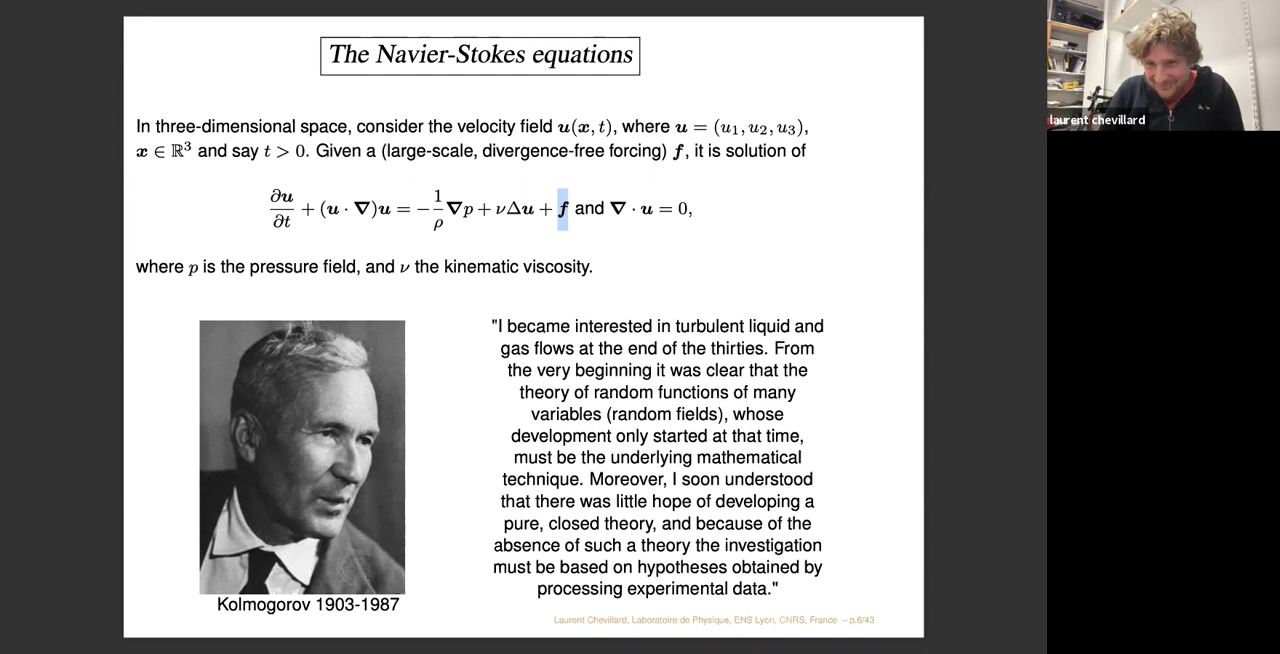 The Navier-Stokes equations
In three-dimensional space, consider the velocity field u(x, t), where u = (u₁, u₂, u₃),
x ∈ ℝ³ and say t > 0. Given a (large-scale, divergence-free forcing) f, it is solution of
∂u/∂t + (u · ∇)u = −(1/ρ)∇p + νΔu + f and ∇ · u = 0,
where p is the pressure field, and ν the kinematic viscosity.
"I became interested in turbulent liquid and
gas flows at the end of the thirties. From
the very beginning it was clear that the
theory of random functions of many
variables (random fields), whose
development only started at that time,
must be the underlying mathematical
technique. Moreover, I soon understood
that there was little hope of developing a
pure, closed theory, and because of the
absence of such a theory the investigation
must be based on hypotheses obtained by
processing experimental data."
Kolmogorov 1903-1987
Laurent Chevillard, Laboratoire de Physique, ENS Lyon, CNRS, France – p.6/43
laurent chevillard